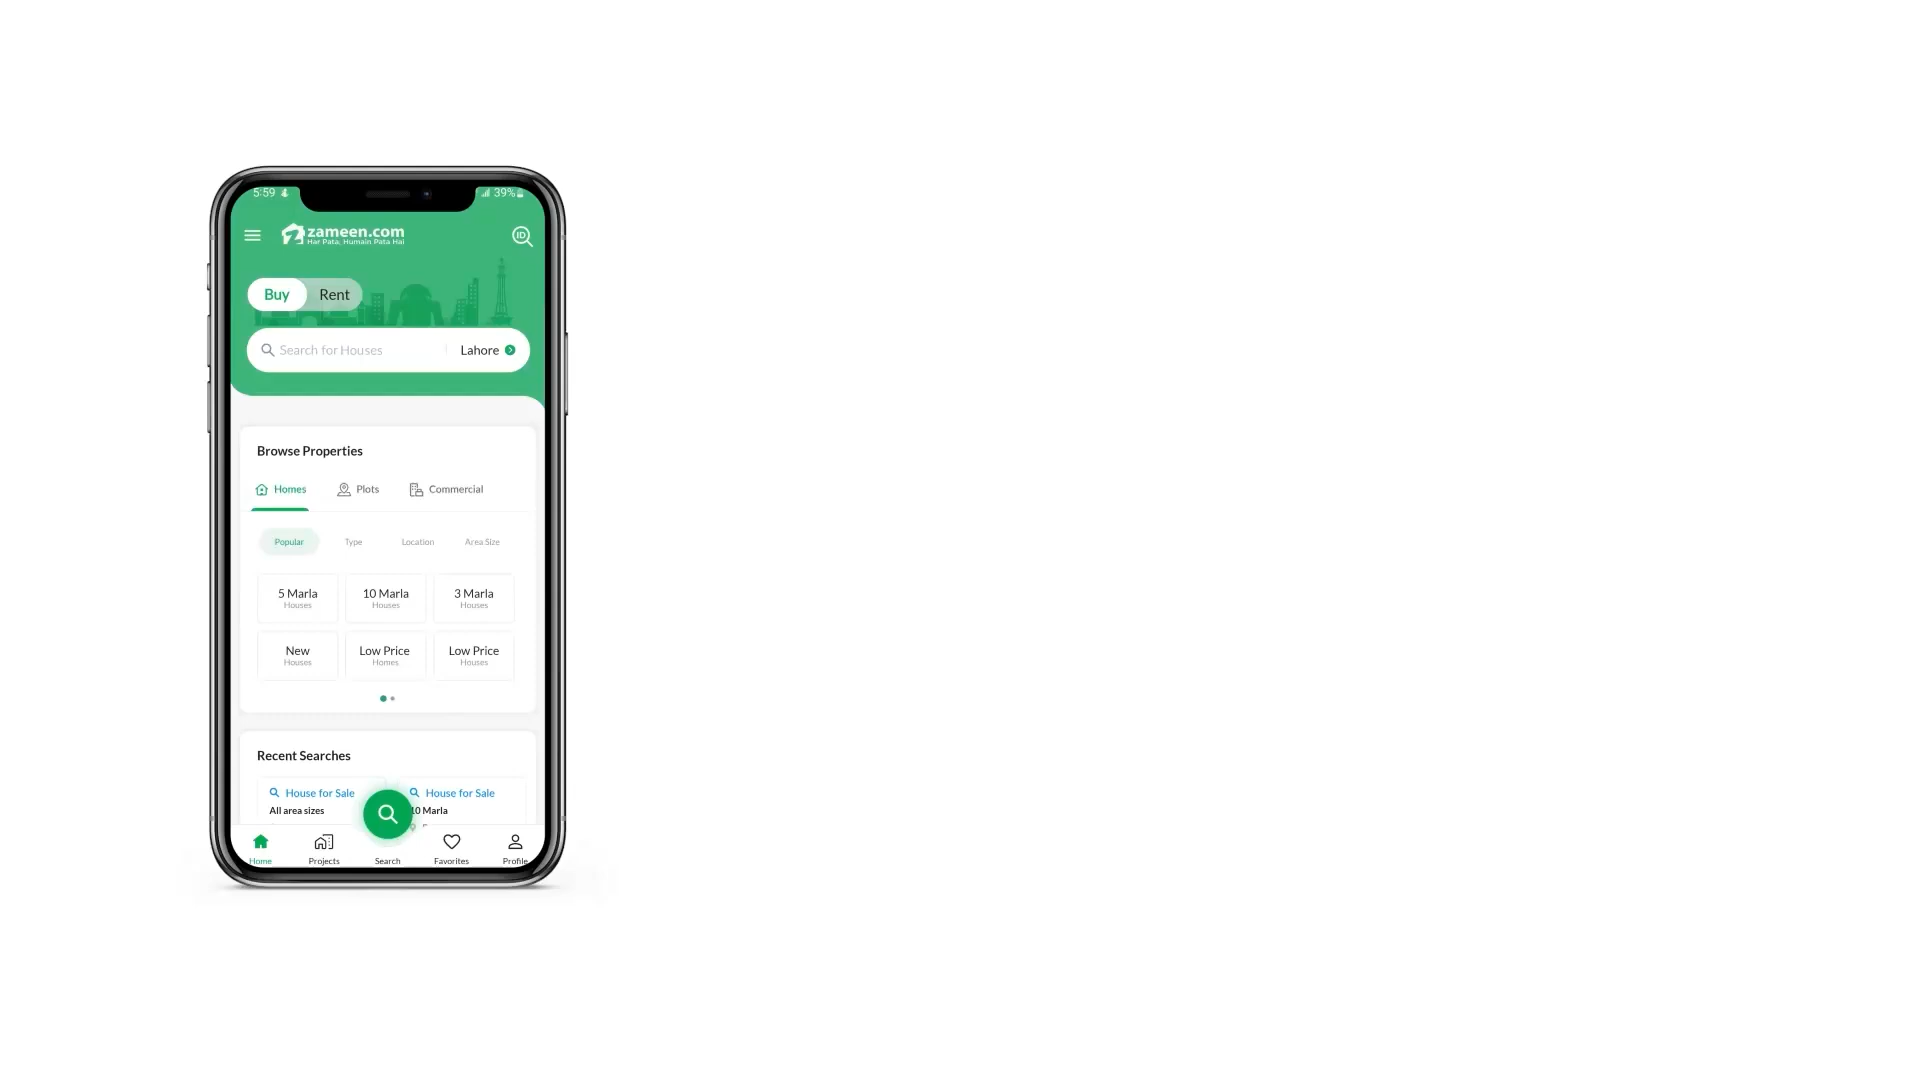 5:59 39%
zameen.com
Har Pata, Humain Pata Hai
ID
Buy Rent
Search for Houses Lahore
Browse Properties
Homes Plots Commercial
Popular Type Location Area Size
5 Marla 10 Marla 3 Marla
Houses Houses Houses
New Low Price Low Price
Houses Homes Houses
Recent Searches
House for Sale House for Sale
All area sizes 10 Marla
Home Projects Search Favorites Profile